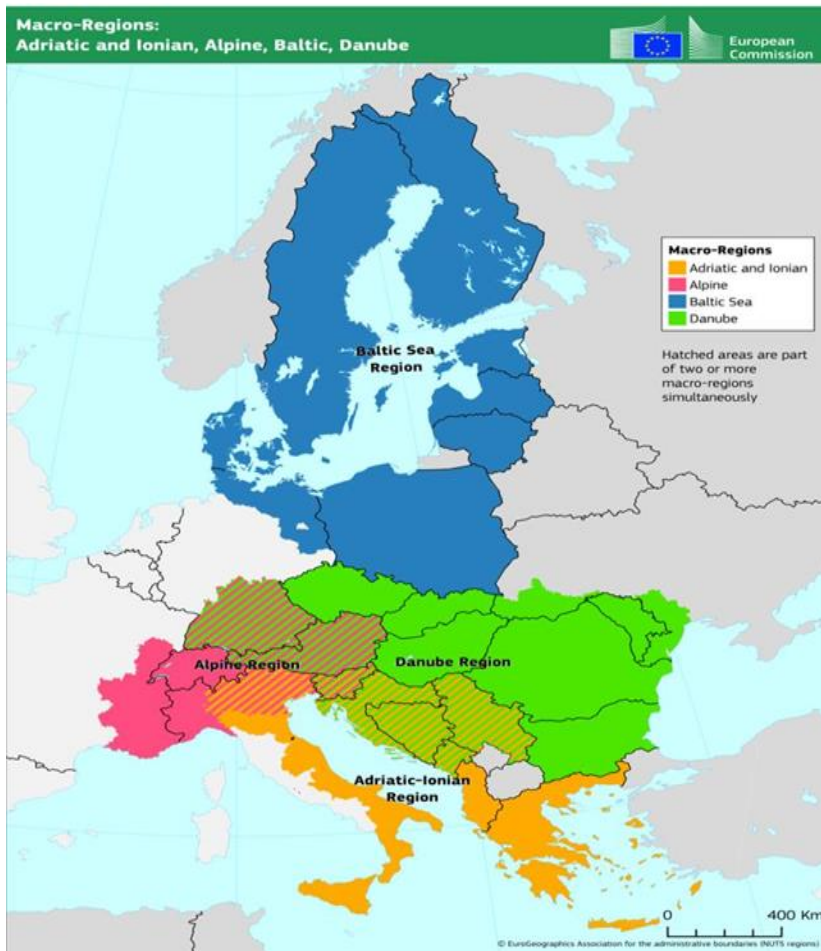 Macro-Regions:
Adriatic and Ionian, Alpine, Baltic, Danube
European
Commission
Macro-Regions
Adriatic and Ionian
Alpine
Baltic Sea
Danube
Hatched areas are part
of two or more
macro-regions
simultaneously
Baltic Sea
Region
Alpine Region
Danube Region
Adriatic-Ionian
Region
0 400 Km
© EuroGeographics Association for the administrative boundaries (NUTS regions)